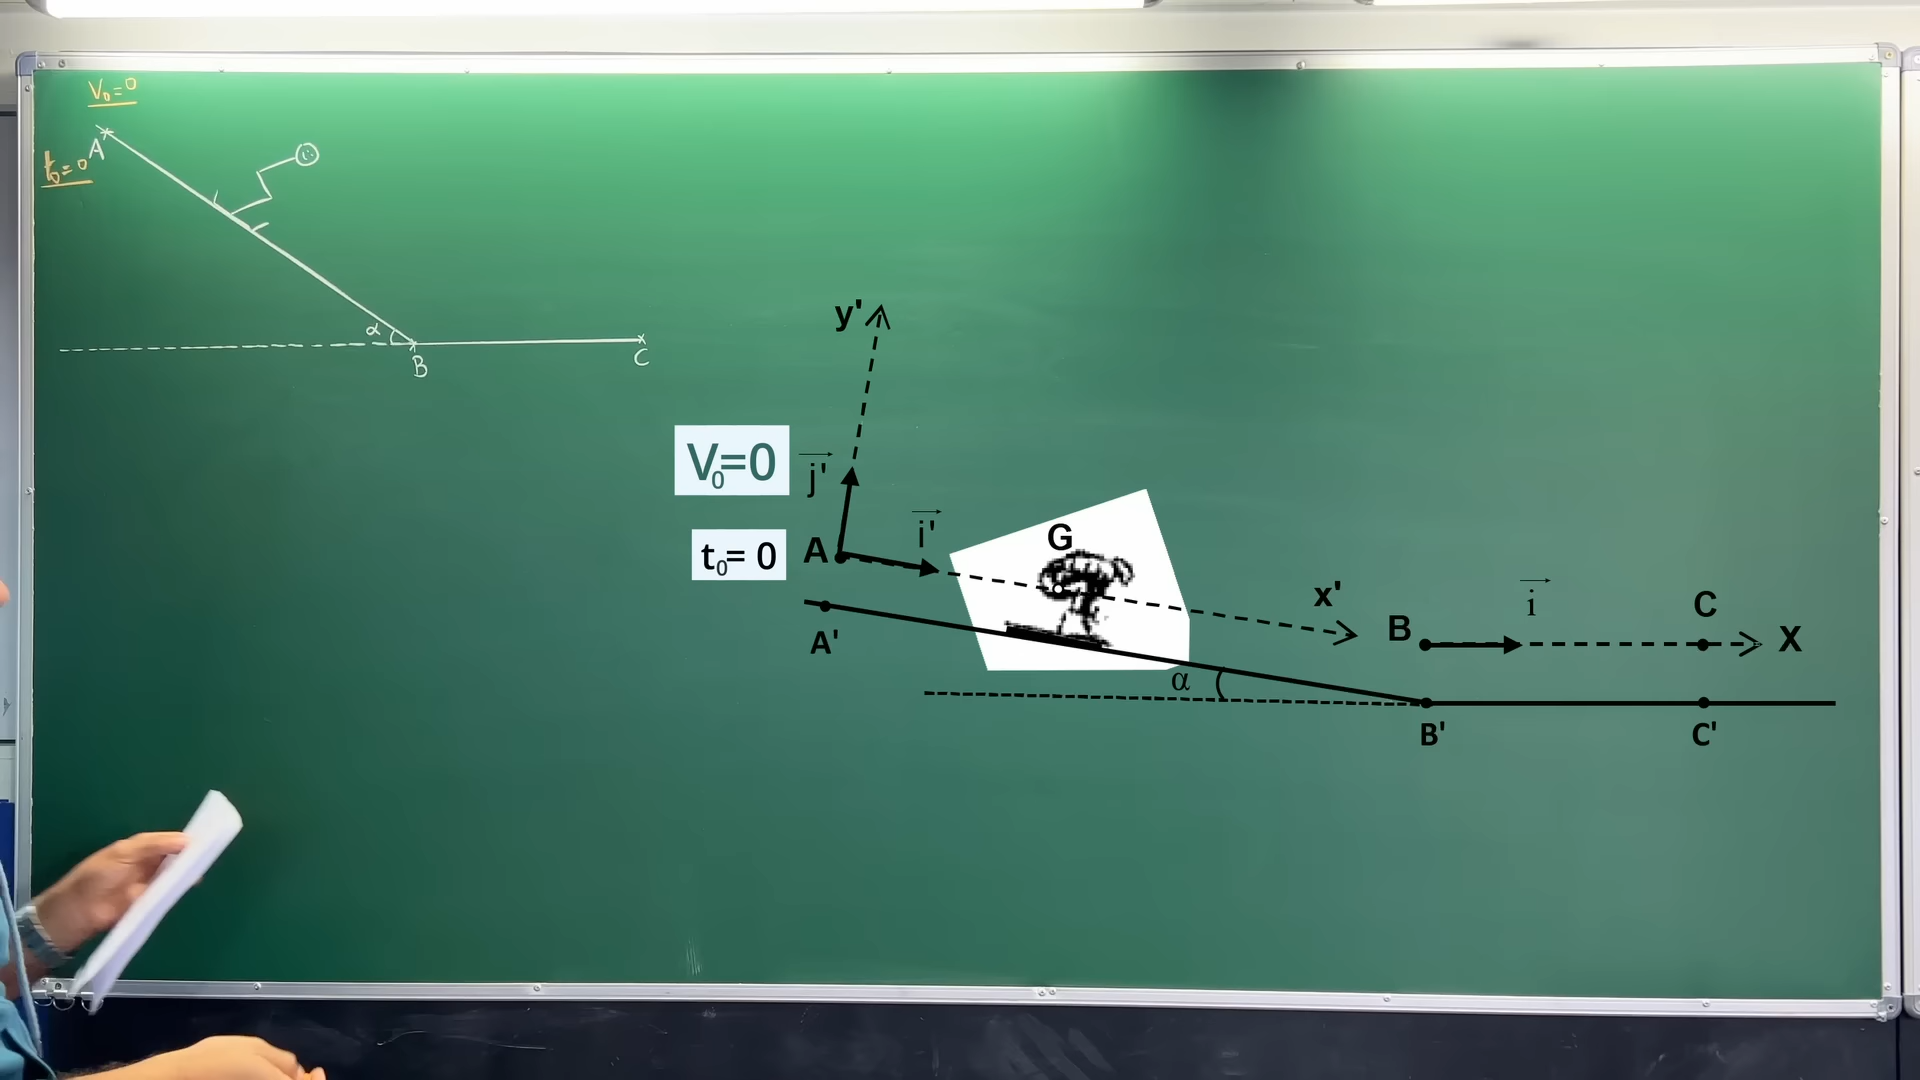 V₀=0
A
t₀=0
α
B
C
y'
V₀=0
j'
i'
t₀= 0
A
G
x'
B
i
C
X
A'
α
B'
C'